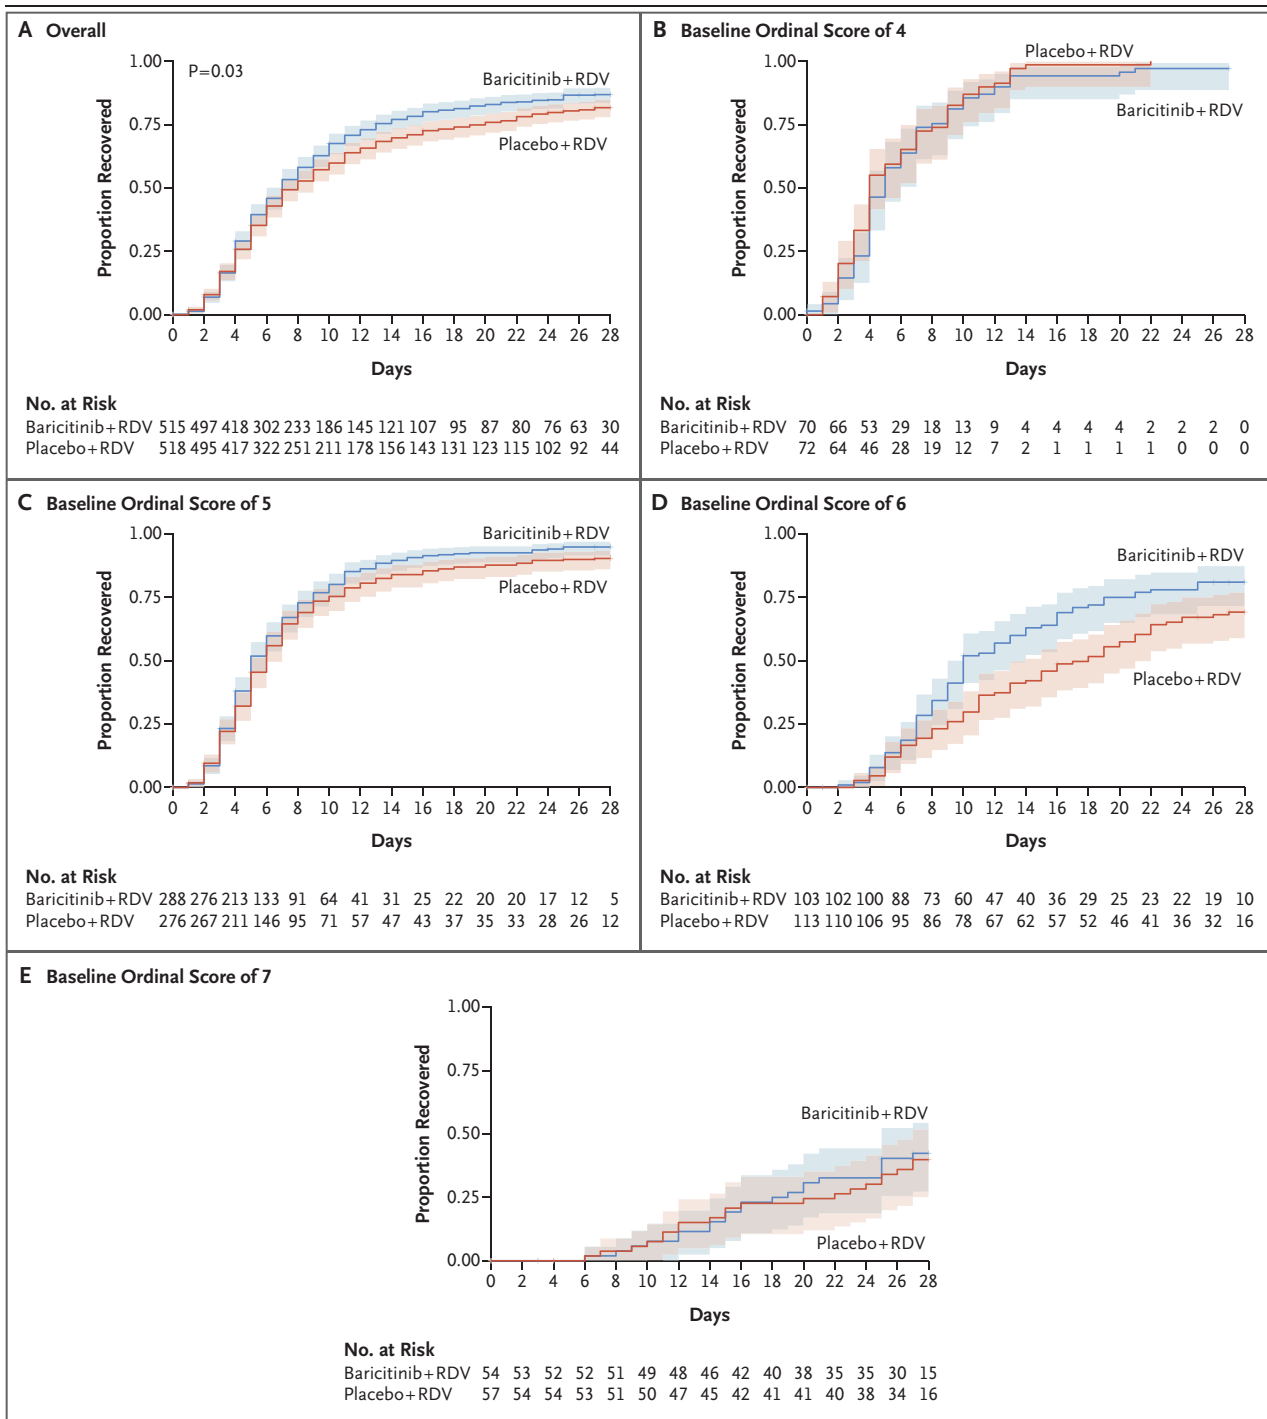 A Overall
1.00
0.75
0.50
0.25
0.00
Proportion Recovered
P=0.03
Baricitinib+RDV
Placebo+RDV
0 2 4 6 8 10 12 14 16 18 20 22 24 26 28
Days
No. at Risk
Baricitinib+RDV 515 497 418 302 233 186 145 121 107 95 87 80 76 63 30
Placebo+RDV 518 495 417 322 251 211 178 156 143 131 123 115 102 92 44
B Baseline Ordinal Score of 4
1.00
0.75
0.50
0.25
0.00
Proportion Recovered
Placebo+RDV
Baricitinib+RDV
0 2 4 6 8 10 12 14 16 18 20 22 24 26 28
Days
No. at Risk
Baricitinib+RDV 70 66 53 29 18 13 9 4 4 4 4 2 2 2 0
Placebo+RDV 72 64 46 28 19 12 7 2 1 1 1 1 0 0 0
C Baseline Ordinal Score of 5
1.00
0.75
0.50
0.25
0.00
Proportion Recovered
Baricitinib+RDV
Placebo+RDV
0 2 4 6 8 10 12 14 16 18 20 22 24 26 28
Days
No. at Risk
Baricitinib+RDV 288 276 213 133 91 64 41 31 25 22 20 20 17 12 5
Placebo+RDV 276 267 211 146 95 71 57 47 43 37 35 33 28 26 12
D Baseline Ordinal Score of 6
1.00
0.75
0.50
0.25
0.00
Proportion Recovered
Baricitinib+RDV
Placebo+RDV
0 2 4 6 8 10 12 14 16 18 20 22 24 26 28
Days
No. at Risk
Baricitinib+RDV 103 102 100 88 73 60 47 40 36 29 25 23 22 19 10
Placebo+RDV 113 110 106 95 86 78 67 62 57 52 46 41 36 32 16
E Baseline Ordinal Score of 7
1.00
0.75
0.50
0.25
0.00
Proportion Recovered
Baricitinib+RDV
Placebo+RDV
0 2 4 6 8 10 12 14 16 18 20 22 24 26 28
Days
No. at Risk
Baricitinib+RDV 54 53 52 52 51 49 48 46 42 40 38 35 35 30 15
Placebo+RDV 57 54 54 53 51 50 47 45 42 41 41 40 38 34 16